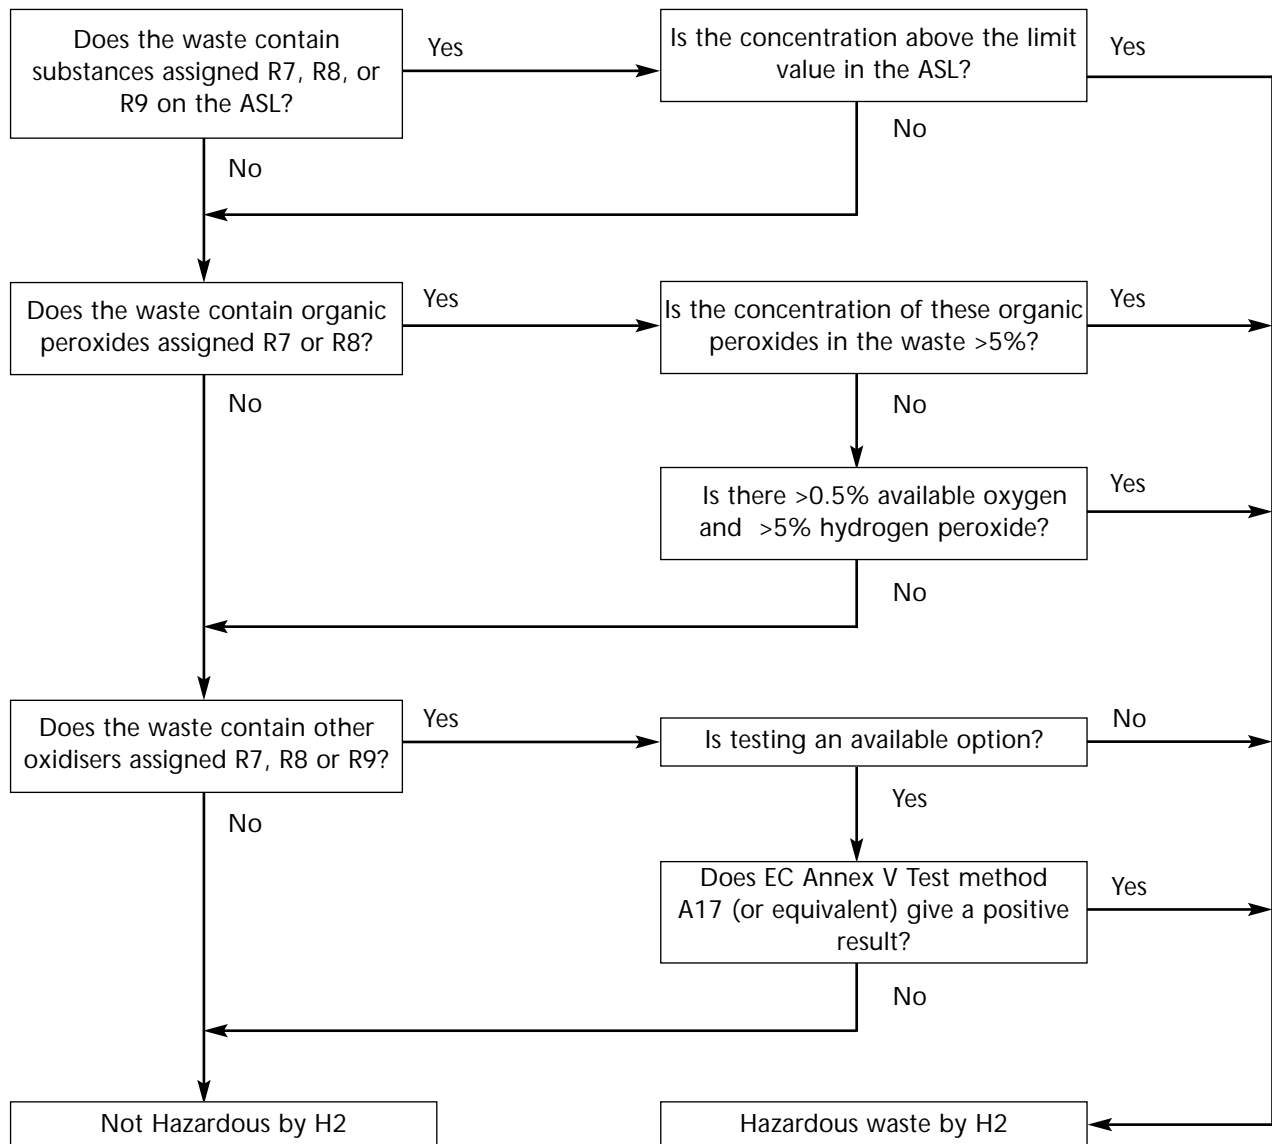 Does the waste contain
substances assigned R7, R8, or
R9 on the ASL?
Yes
Is the concentration above the limit
value in the ASL?
Yes
No
No
Does the waste contain organic
peroxides assigned R7 or R8?
Yes
Is the concentration of these organic
peroxides in the waste >5%?
Yes
No
No
Is there >0.5% available oxygen
and >5% hydrogen peroxide?
Yes
No
Does the waste contain other
oxidisers assigned R7, R8 or R9?
Yes
Is testing an available option?
No
Yes
No
Does EC Annex V Test method
A17 (or equivalent) give a positive
result?
Yes
No
Not Hazardous by H2
Hazardous waste by H2